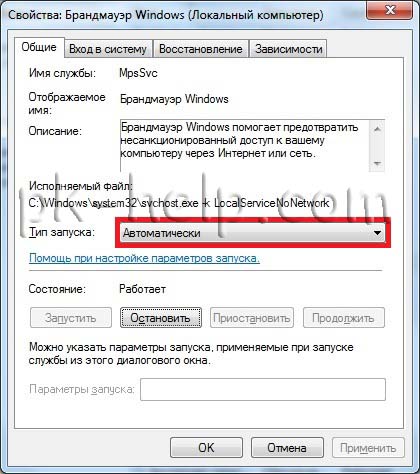 Свойства: Брандмауэр Windows (Локальный компьютер)
Общие Вход в систему Восстановление Зависимости
Имя службы: MpsSvc
Отображаемое имя: Брандмауэр Windows
Описание: Брандмауэр Windows помогает предотвратить
несанкционированный доступ к вашему
компьютеру через Интернет или сеть.
Исполняемый файл:
C:\Windows\system32\svchost.exe -k LocalServiceNoNetwork
pk-help.com
Тип запуска: Автоматически
Помощь при настройке параметров запуска.
Состояние: Работает
Запустить Остановить Приостановить Продолжить
Можно указать параметры запуска, применяемые при запуске
службы из этого диалогового окна.
Параметры запуска:
OK Отмена Применить